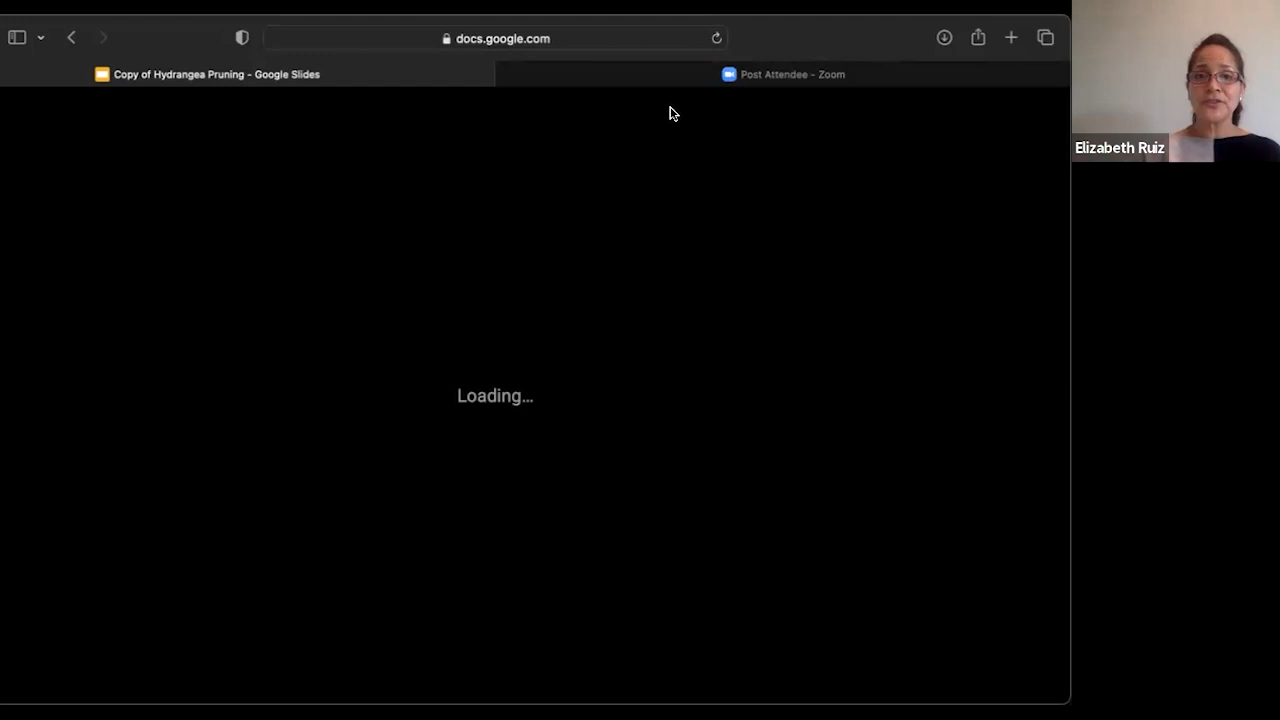 docs.google.com
Copy of Hydrangea Pruning - Google Slides
Post Attendee - Zoom
Elizabeth Ruiz
Loading...